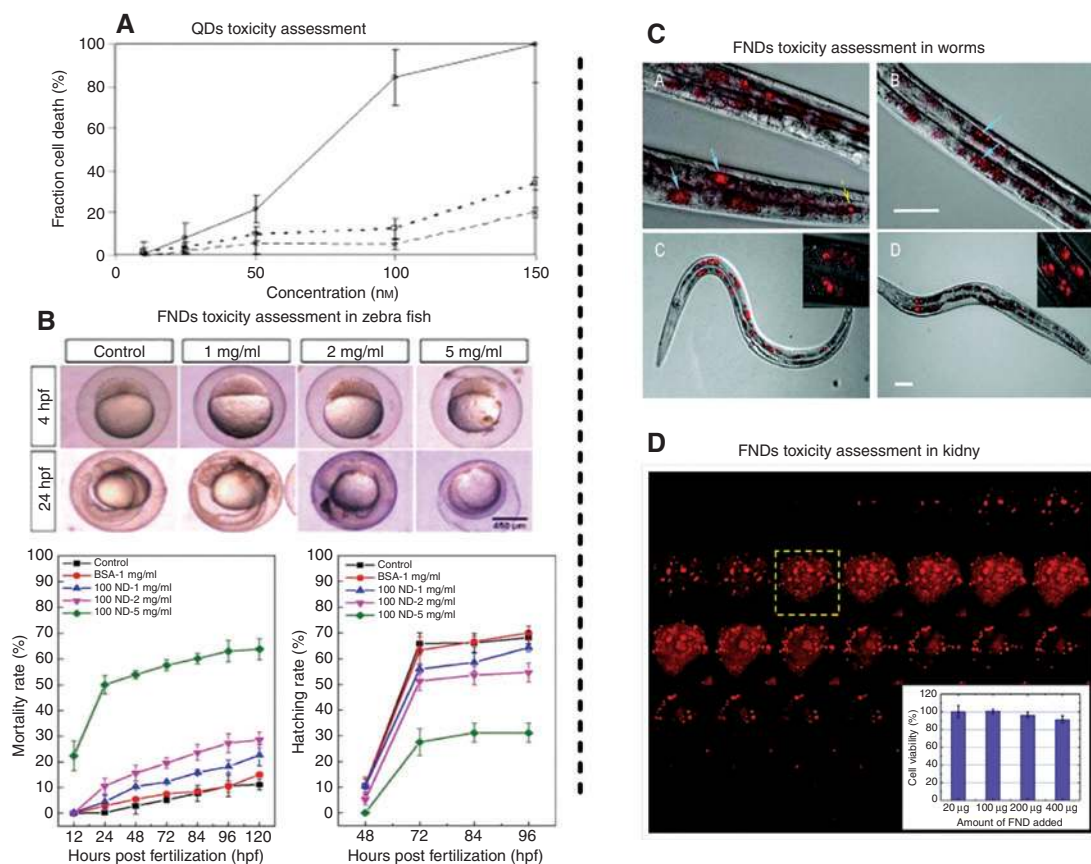 A
QDs toxicity assessment
Fraction cell death (%)
100
80
60
40
20
0
0
50
100
150
Concentration (nM)
B
FNDs toxicity assessment in zebra fish
Control
1 mg/ml
2 mg/ml
5 mg/ml
4 hpf
24 hpf
450 µm
Mortality rate (%)
100
90
80
70
60
50
40
30
20
10
0
Control
BSA-1 mg/ml
100 ND-1 mg/ml
100 ND-2 mg/ml
100 ND-5 mg/ml
12 24 48 72 84 96 120
Hours post fertilization (hpf)
Hatching rate (%)
100
90
80
70
60
50
40
30
20
10
0
Control
BSA-1 mg/ml
100 ND-1 mg/ml
100 ND-2 mg/ml
100 ND-5 mg/ml
48 72 84 96
Hours post fertilization (hpf)
C
FNDs toxicity assessment in worms
A
B
C
D
D
FNDs toxicity assessment in kidney
Cell viability (%)
120
100
80
60
40
20
0
20 µg 100 µg 200 µg 400 µg
Amount of FND added